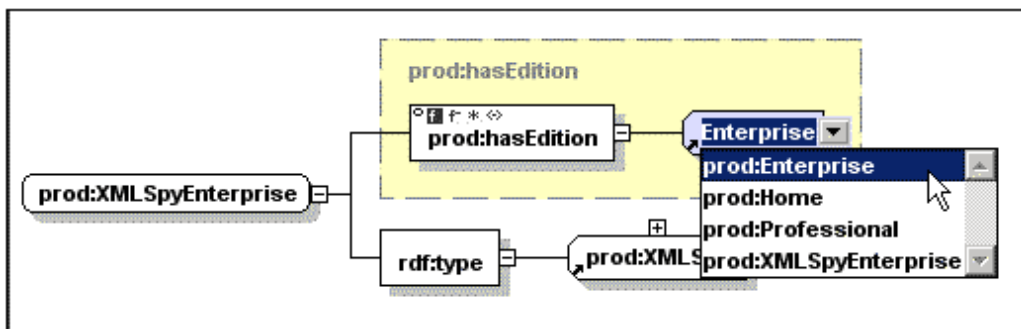 prod:hasEdition
prod:hasEdition
Enterprise
prod:Enterprise
prod:Home
prod:XMLSpyEnterprise
prod:Professional
rdf:type
prod:XMLS
prod:XMLSpyEnterprise